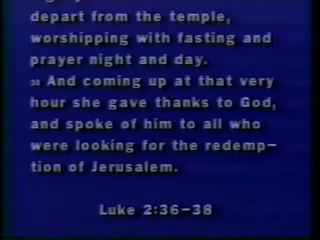 depart from the temple,
worshipping with fasting and
prayer night and day.
38 And coming up at that very
hour she gave thanks to God,
and spoke of him to all who
were looking for the redemp-
tion of Jerusalem.
Luke 2:36-38